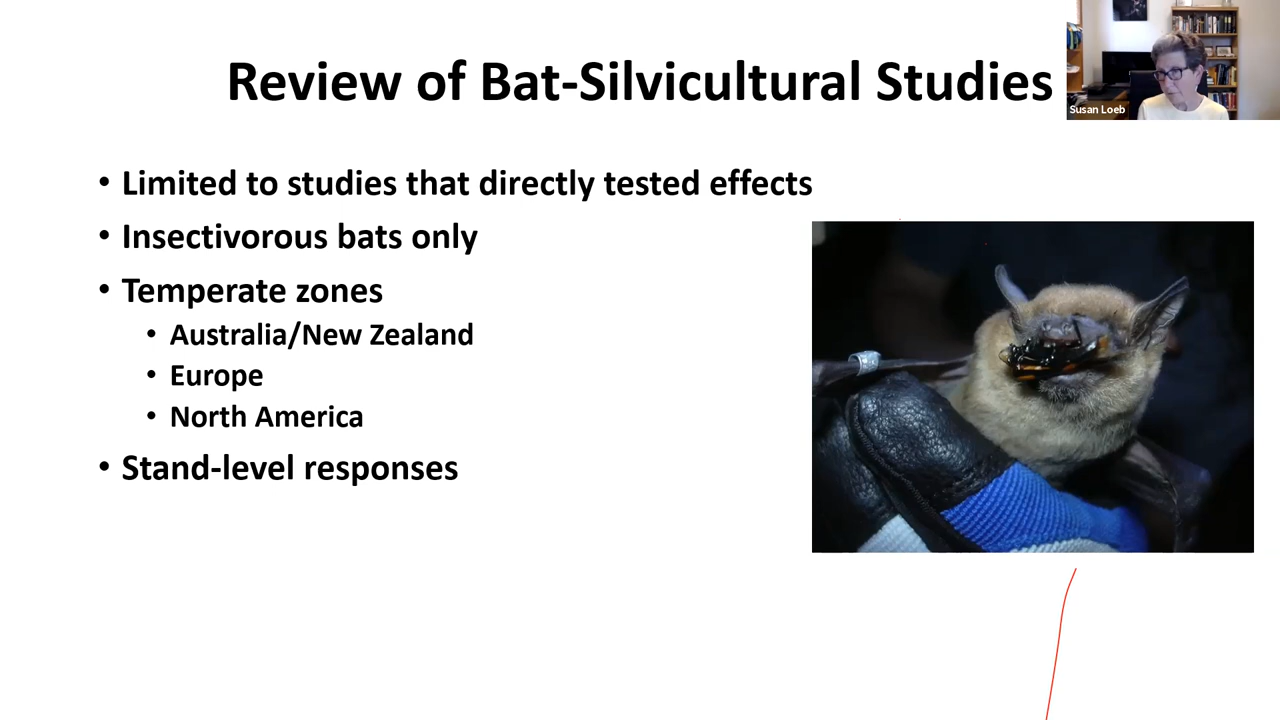 Review of Bat-Silvicultural Studies
Susan Loeb
• Limited to studies that directly tested effects
• Insectivorous bats only
• Temperate zones
• Australia/New Zealand
• Europe
• North America
• Stand-level responses